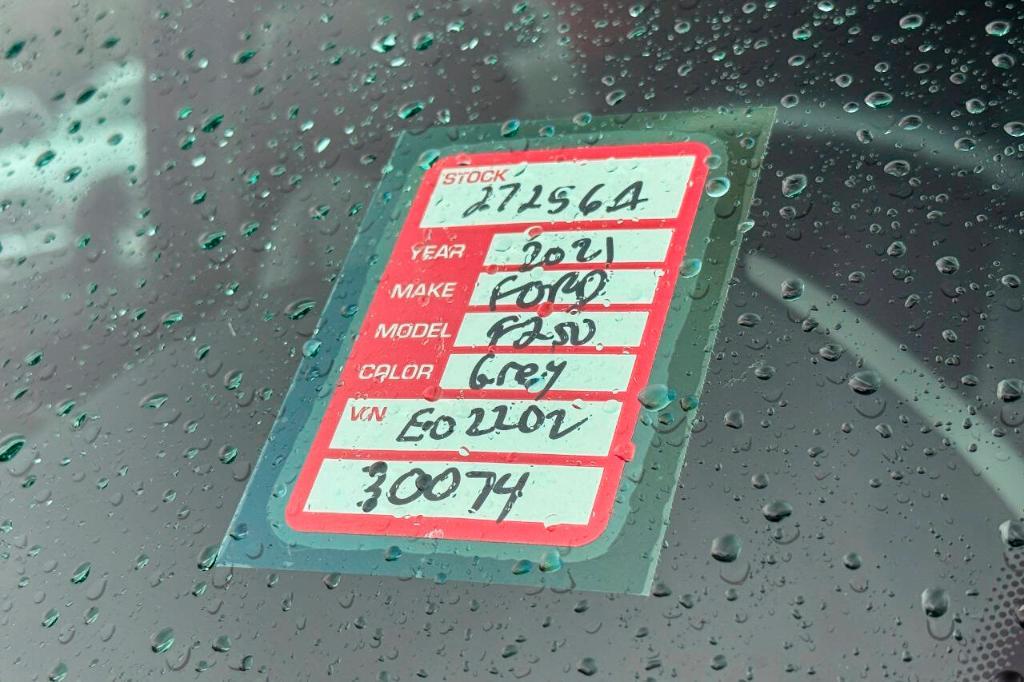 STOCK
27256A
YEAR 2021
MAKE FORD
MODEL F250
COLOR Grey
VIN E02202
30074